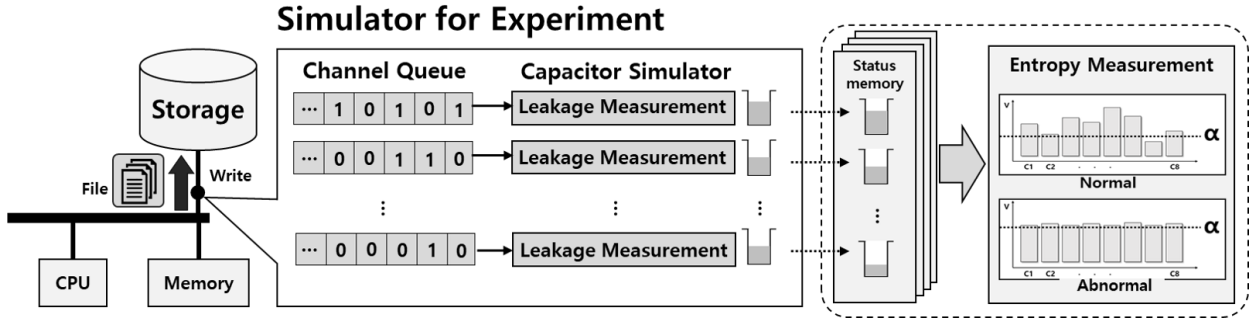 Simulator for Experiment
Storage
File
Write
CPU
Memory
Channel Queue
Capacitor Simulator
... 1 0 1 0 1
Leakage Measurement
... 0 0 1 1 0
Leakage Measurement
... 0 0 0 1 0
Leakage Measurement
Status
memory
Entropy Measurement
V
α
C1 C2 . . . C8
Normal
V
α
C1 C2 . . . C8
Abnormal